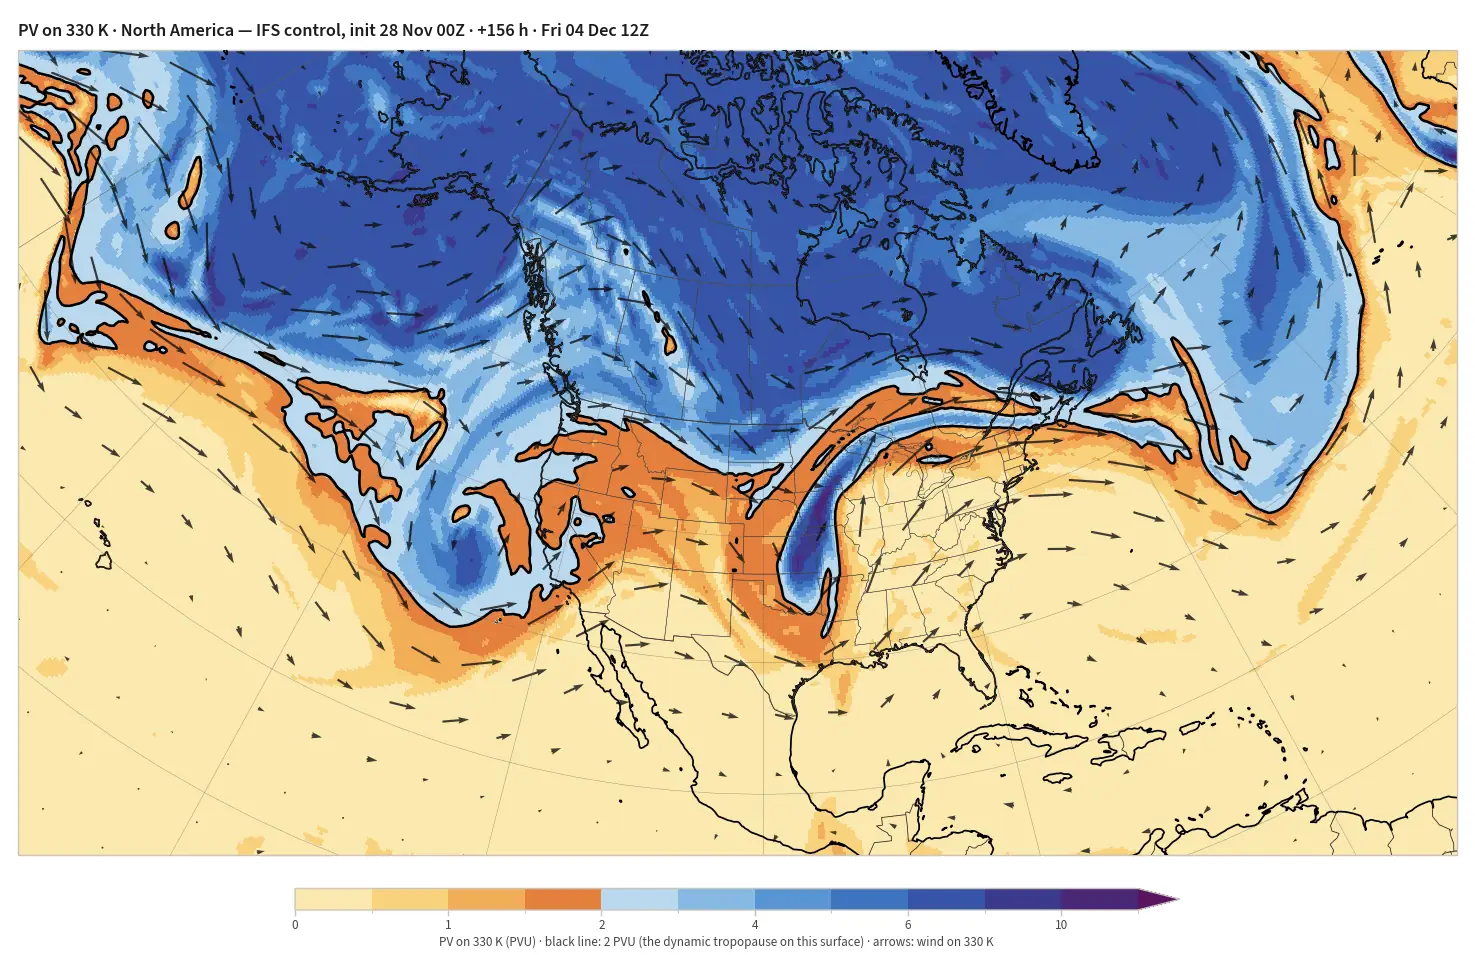 PV on 330 K · North America — IFS control, init 28 Nov 00Z · +156 h · Fri 04 Dec 12Z
0 1 2 4 6 10
PV on 330 K (PVU) · black line: 2 PVU (the dynamic tropopause on this surface) · arrows: wind on 330 K